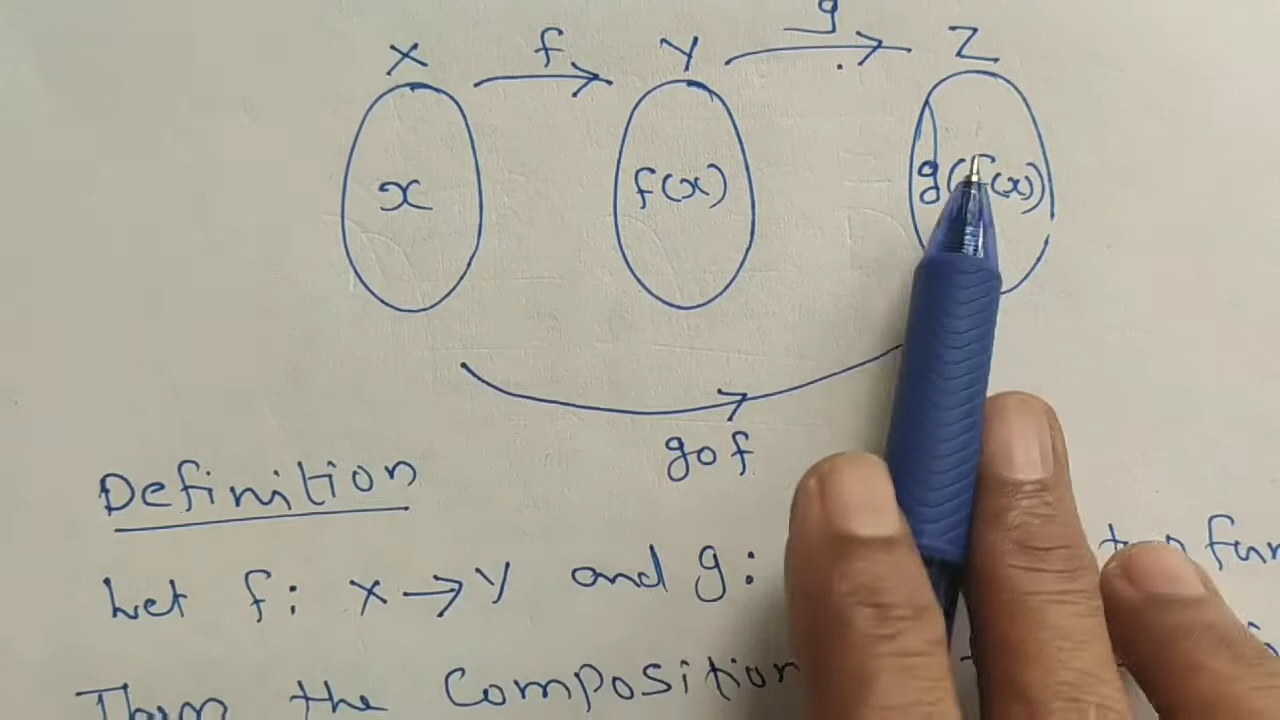 X f Y g Z
x f(x) g(f(x))
gof
Definition
Let f: X → Y and g:
Then the Composition